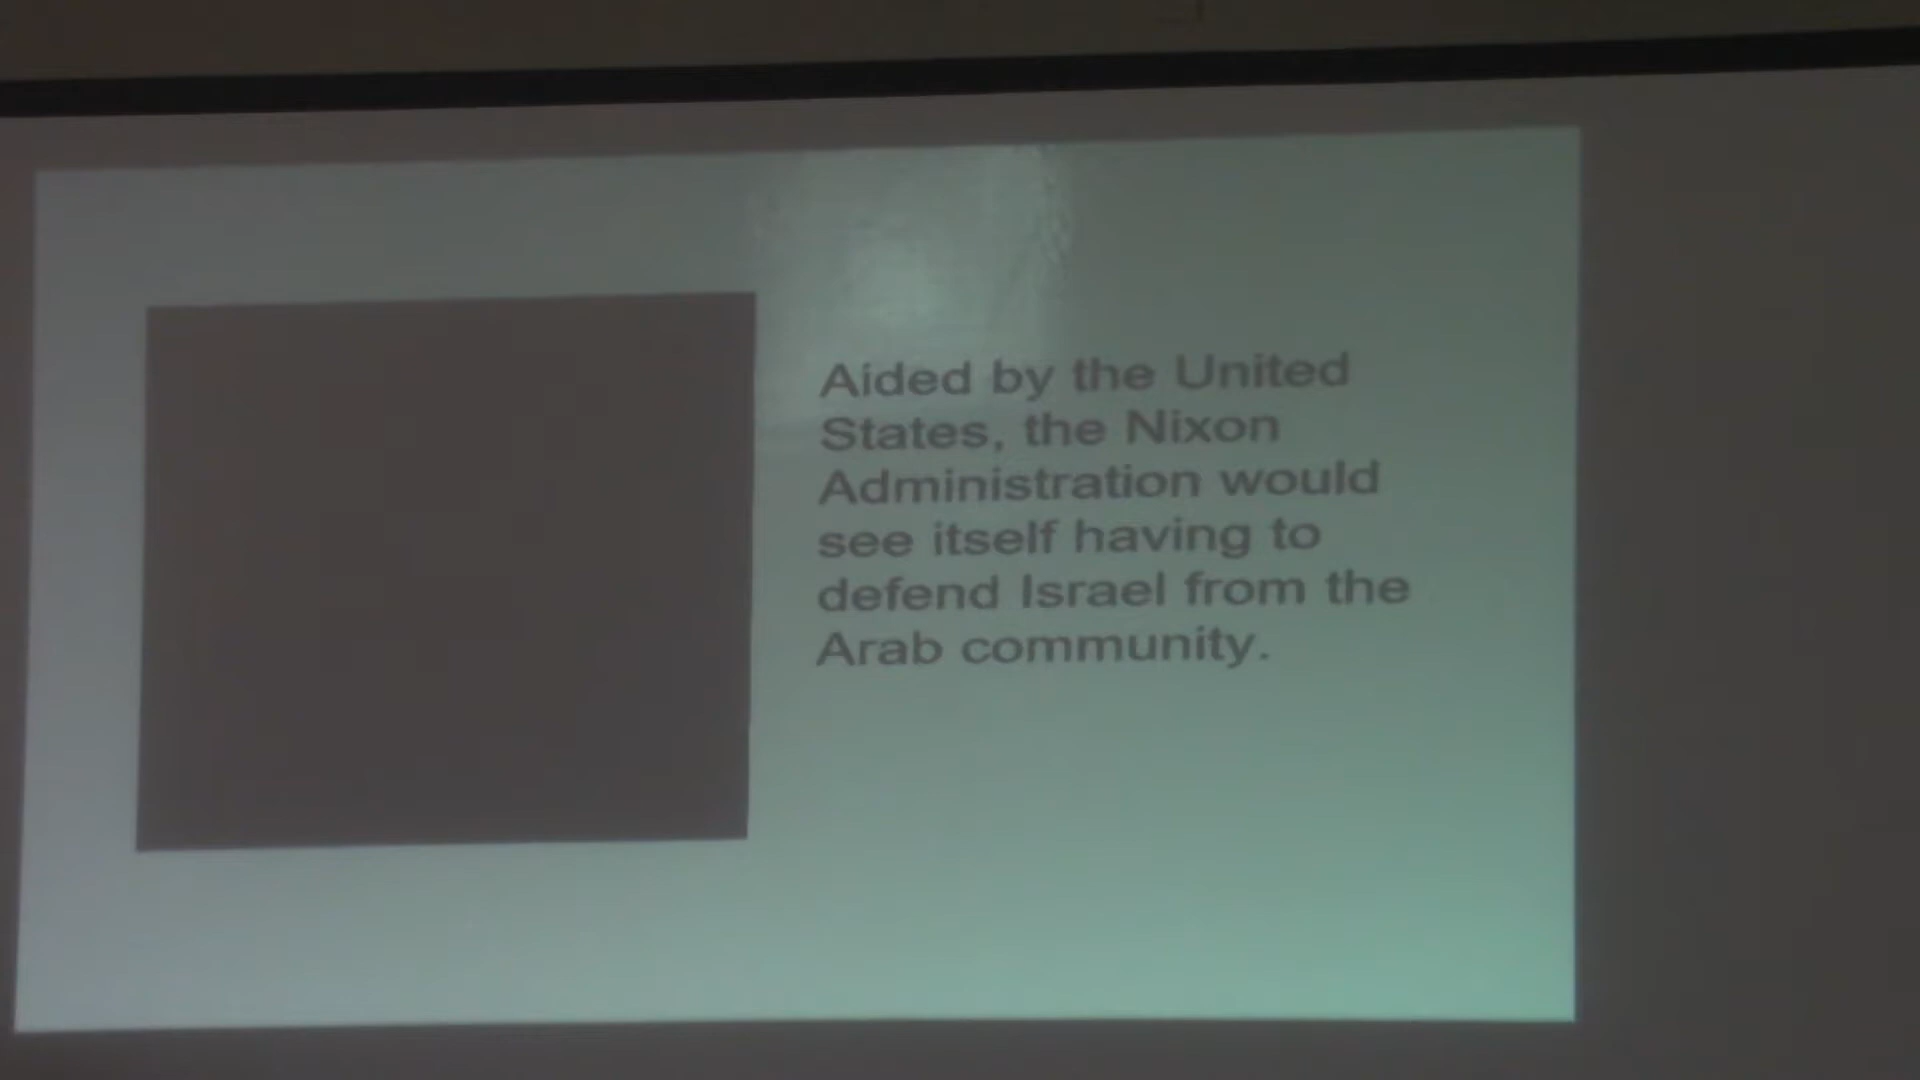 Aided by the United
States, the Nixon
Administration would
see itself having to
defend Israel from the
Arab community.